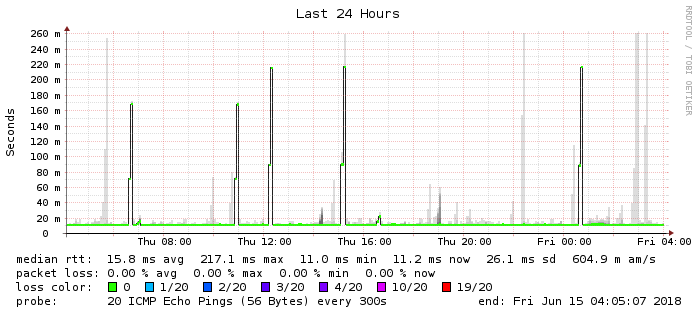 Last 24 Hours
RRDTOOL / TOBI OETIKER
Seconds
260 m
240 m
220 m
200 m
180 m
160 m
140 m
120 m
100 m
80 m
60 m
40 m
20 m
0
Thu 08:00 Thu 12:00 Thu 16:00 Thu 20:00 Fri 00:00 Fri 04:00
median rtt: 15.8 ms avg 217.1 ms max 11.0 ms min 11.2 ms now 26.1 ms sd 604.9 m am/s
packet loss: 0.00 % avg 0.00 % max 0.00 % min 0.00 % now
loss color: 0 1/20 2/20 3/20 4/20 10/20 19/20
probe: 20 ICMP Echo Pings (56 Bytes) every 300s end: Fri Jun 15 04:05:07 2018